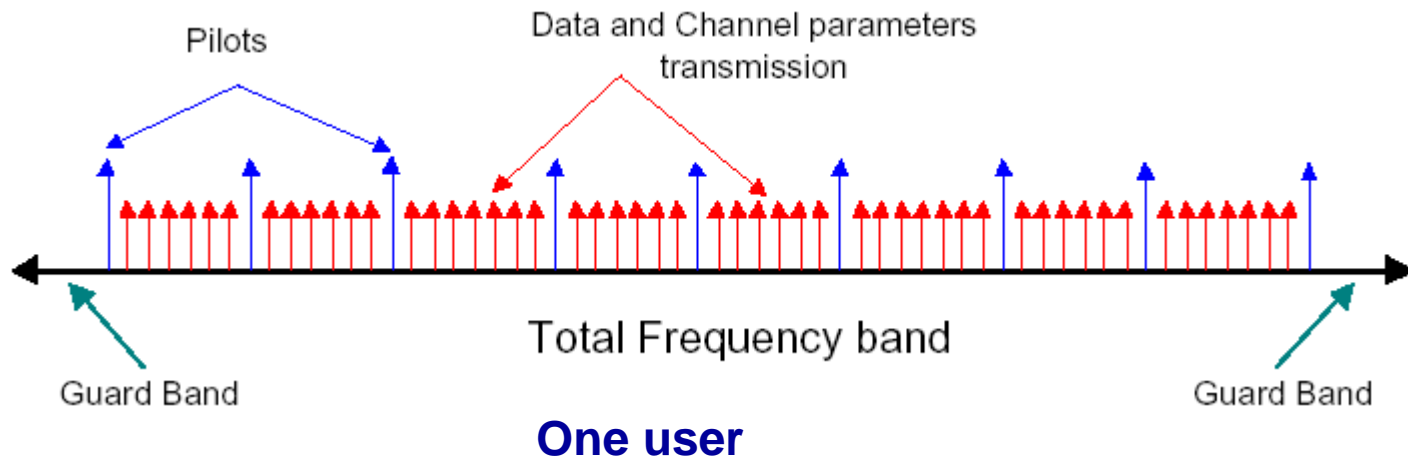 Pilots
Data and Channel parameters
transmission
Total Frequency band
Guard Band
Guard Band
One user